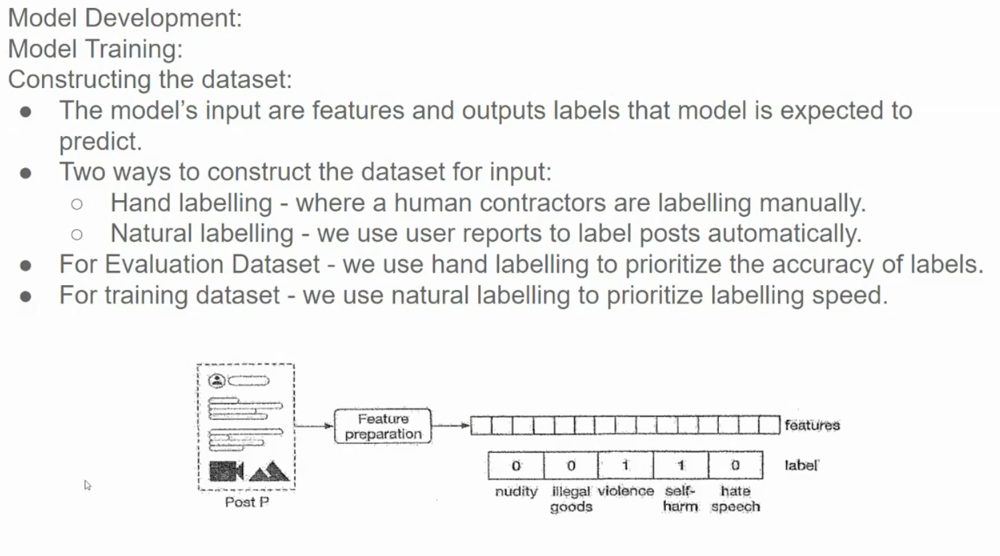 Model Development:
Model Training:
Constructing the dataset:
● The model's input are features and outputs labels that model is expected to
predict.
● Two ways to construct the dataset for input:
○ Hand labelling - where a human contractors are labelling manually.
○ Natural labelling - we use user reports to label posts automatically.
● For Evaluation Dataset - we use hand labelling to prioritize the accuracy of labels.
● For training dataset - we use natural labelling to prioritize labelling speed.
Feature
preparation
features
0 0 1 1 0 label
nudity illegal violence self- hate
goods harm speech
Post P